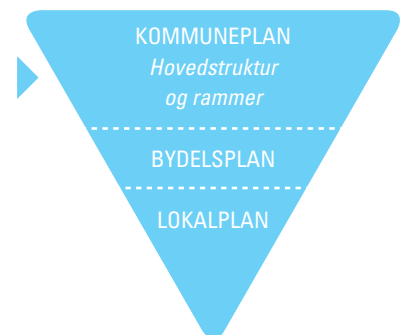 KOMMUNEPLAN
Hovedstruktur
og rammer
BYDELSPLAN
LOKALPLAN